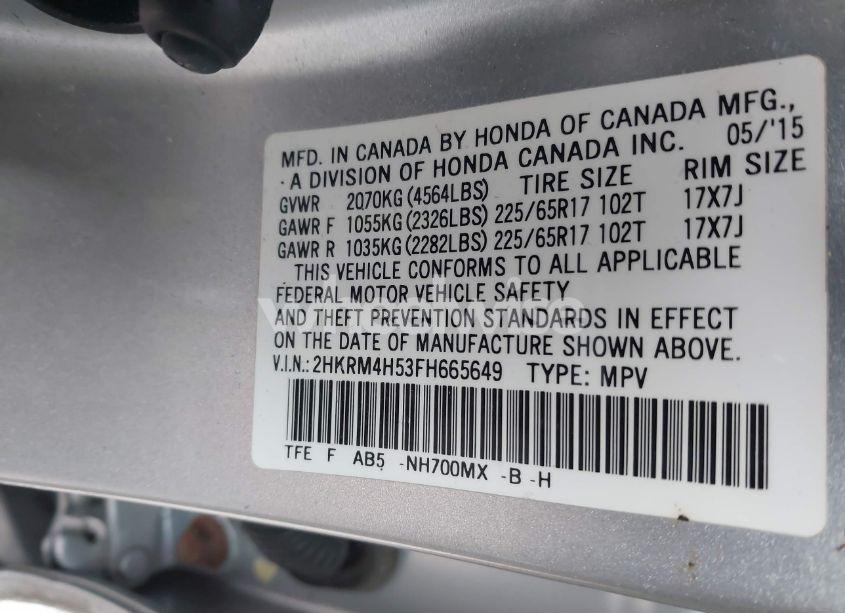 MFD. IN CANADA BY HONDA OF CANADA MFG.,
A DIVISION OF HONDA CANADA INC. 05/'15
GVWR 2070KG (4564LBS) TIRE SIZE RIM SIZE
GAWR F 1055KG (2326LBS) 225/65R17 102T 17X7J
GAWR R 1035KG (2282LBS) 225/65R17 102T 17X7J
THIS VEHICLE CONFORMS TO ALL APPLICABLE
FEDERAL MOTOR VEHICLE SAFETY
AND THEFT PREVENTION STANDARDS IN EFFECT
ON THE DATE OF MANUFACTURE SHOWN ABOVE.
V.I.N.: 2HKRM4H53FH665649 TYPE: MPV
TFE F AB5 -NH700MX -B -H